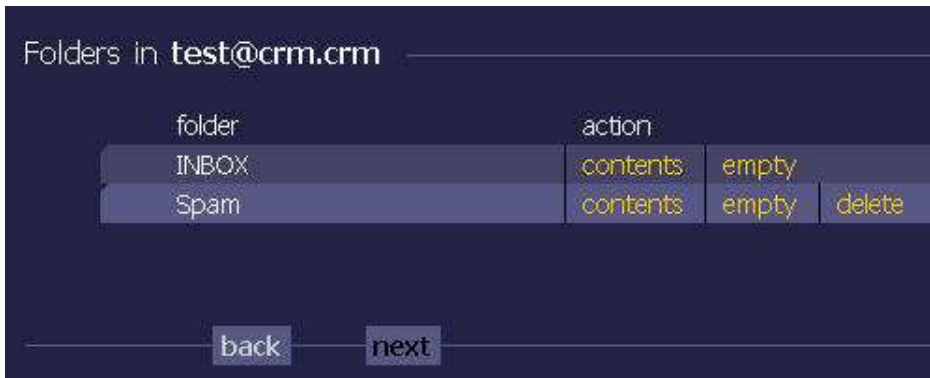 Folders in test@crm.crm
folder action
INBOX contents empty
Spam contents empty delete
back next